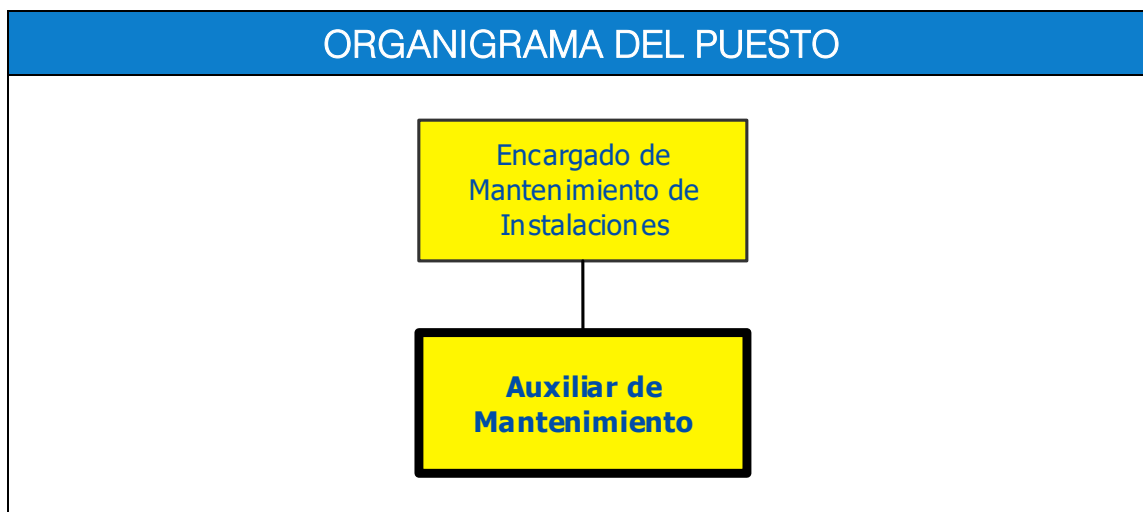 ORGANIGRAMA DEL PUESTO
Encargado de
Mantenimiento de
Instalaciones
Auxiliar de
Mantenimiento